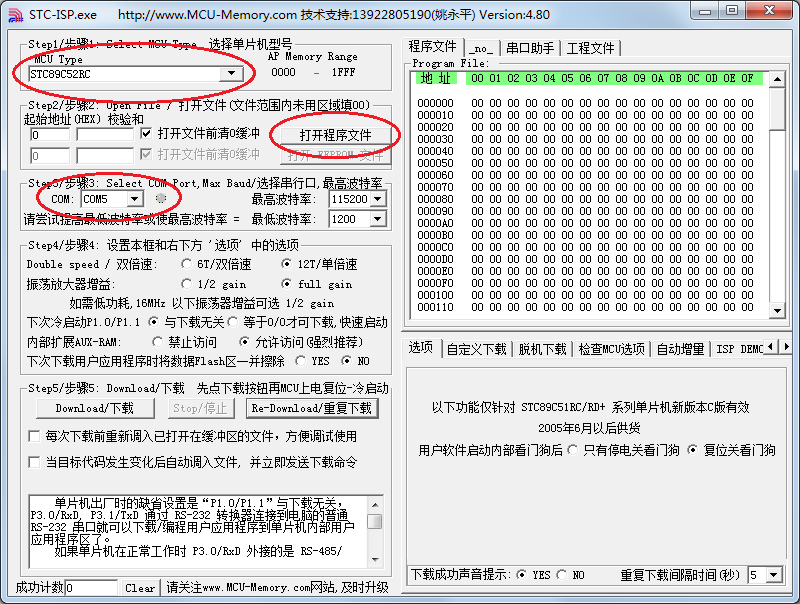 STC-ISP.exe http://www.MCU-Memory.com 技术支持:13922805190(姚永平) Version:4.80
Step1/步骤1: Select MCU Type 选择单片机型号
MCU Type
STC89C52RC
AP Memory Range
0000 - 1FFF
Step2/步骤2: Open File / 打开文件(文件范围内未用区域填00)
起始地址(HEX) 校验和
0
打开文件前清0缓冲
打开程序文件
0
打开文件前清0缓冲
打开 EEPROM 文件
Step3/步骤3: Select COM Port,Max Baud/选择串行口,最高波特率
COM: COM5
最高波特率: 115200
请尝试提高最低波特率或使最高波特率 = 最低波特率: 1200
Step4/步骤4: 设置本框和右下方 '选项' 中的选项
Double speed / 双倍速: 6T/双倍速 12T/单倍速
振荡放大器增益: 1/2 gain full gain
如需低功耗,16MHz 以下振荡器增益可选 1/2 gain
下次冷启动P1.0/P1.1 与下载无关 等于0/0才可下载,快速启动
内部扩展AUX-RAM: 禁止访问 允许访问(强烈推荐)
下次下载用户应用程序时将数据Flash区一并擦除 YES NO
Step5/步骤5: Download/下载 先点下载按钮再MCU上电复位-冷启动
Download/下载 Stop/停止 Re-Download/重复下载
每次下载前重新调入已打开在缓冲区的文件，方便调试使用
当目标代码发生变化后自动调入文件，并立即发送下载命令
单片机出厂时的缺省设置是“P1.0/P1.1”与下载无关,
P3.0/RxD, P3.1/TxD 通过 RS-232 转换器连接到电脑的普通
RS-232 串口就可以下载/编程用户应用程序到单片机内部用户
应用程序区了。
如果单片机在正常工作时 P3.0/RxD 外接的是 RS-485/
成功计数 0 Clear 请关注www.MCU-Memory.com网站,及时升级
程序文件 _no_ 串口助手 工程文件
Program File:
地 址 00 01 02 03 04 05 06 07 08 09 0A 0B 0C 0D 0E 0F
000000 00 00 00 00 00 00 00 00 00 00 00 00 00 00 00 00
000010 00 00 00 00 00 00 00 00 00 00 00 00 00 00 00 00
000020 00 00 00 00 00 00 00 00 00 00 00 00 00 00 00 00
000030 00 00 00 00 00 00 00 00 00 00 00 00 00 00 00 00
000040 00 00 00 00 00 00 00 00 00 00 00 00 00 00 00 00
000050 00 00 00 00 00 00 00 00 00 00 00 00 00 00 00 00
000060 00 00 00 00 00 00 00 00 00 00 00 00 00 00 00 00
000070 00 00 00 00 00 00 00 00 00 00 00 00 00 00 00 00
000080 00 00 00 00 00 00 00 00 00 00 00 00 00 00 00 00
000090 00 00 00 00 00 00 00 00 00 00 00 00 00 00 00 00
0000A0 00 00 00 00 00 00 00 00 00 00 00 00 00 00 00 00
0000B0 00 00 00 00 00 00 00 00 00 00 00 00 00 00 00 00
0000C0 00 00 00 00 00 00 00 00 00 00 00 00 00 00 00 00
0000D0 00 00 00 00 00 00 00 00 00 00 00 00 00 00 00 00
0000E0 00 00 00 00 00 00 00 00 00 00 00 00 00 00 00 00
0000F0 00 00 00 00 00 00 00 00 00 00 00 00 00 00 00 00
000100 00 00 00 00 00 00 00 00 00 00 00 00 00 00 00 00
000110 00 00 00 00 00 00 00 00 00 00 00 00 00 00 00 00
选项 自定义下载 脱机下载 检查MCU选项 自动增量 ISP DEMO
以下功能仅针对 STC89C51RC/RD+ 系列单片机新版本C版有效
2005年6月以后供货
用户软件启动内部看门狗后 只有停电关看门狗 复位关看门狗
下载成功声音提示: YES NO 重复下载间隔时间(秒) 5